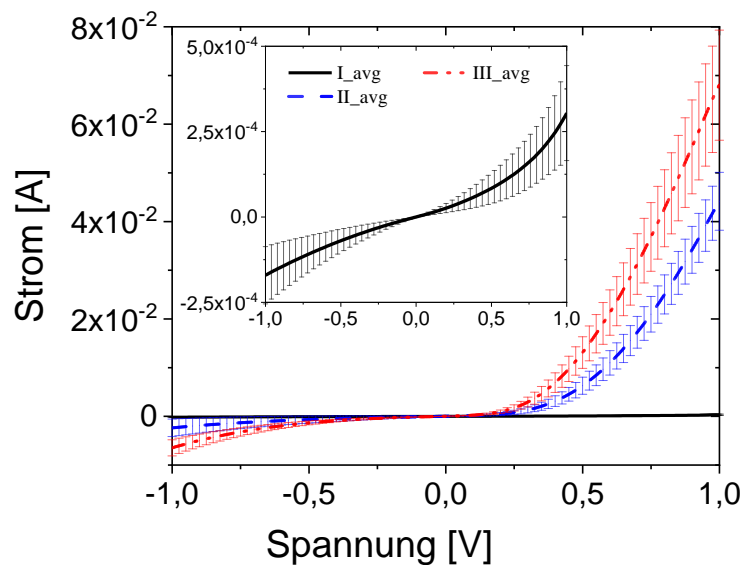 8x10⁻²
6x10⁻²
4x10⁻²
2x10⁻²
0
Strom [A]
-1,0 -0,5 0,0 0,5 1,0
Spannung [V]
5,0x10⁻⁴
2,5x10⁻⁴
0,0
-2,5x10⁻⁴
-1,0 -0,5 0,0 0,5 1,0
I_avg III_avg
II_avg